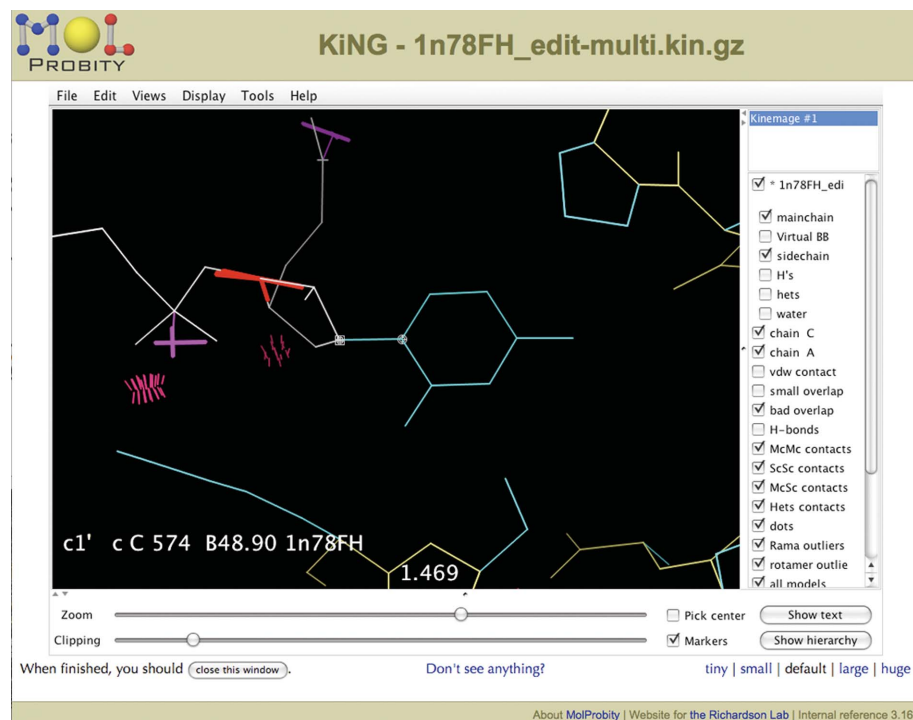 MOL
PROBITY
KiNG - 1n78FH_edit-multi.kin.gz
File Edit Views Display Tools Help
Kinemage #1
* 1n78FH_edi
mainchain
Virtual BB
sidechain
H's
hets
water
chain C
chain A
vdw contact
small overlap
bad overlap
H-bonds
McMc contacts
ScSc contacts
McSc contacts
Hets contacts
dots
Rama outliers
rotamer outlie
all models
c1' c C 574 B48.90 1n78FH
1.469
Zoom
Pick center
Show text
Clipping
Markers
Show hierarchy
When finished, you should close this window.
Don't see anything?
tiny | small | default | large | huge
About MolProbity | Website for the Richardson Lab | Internal reference 3.16